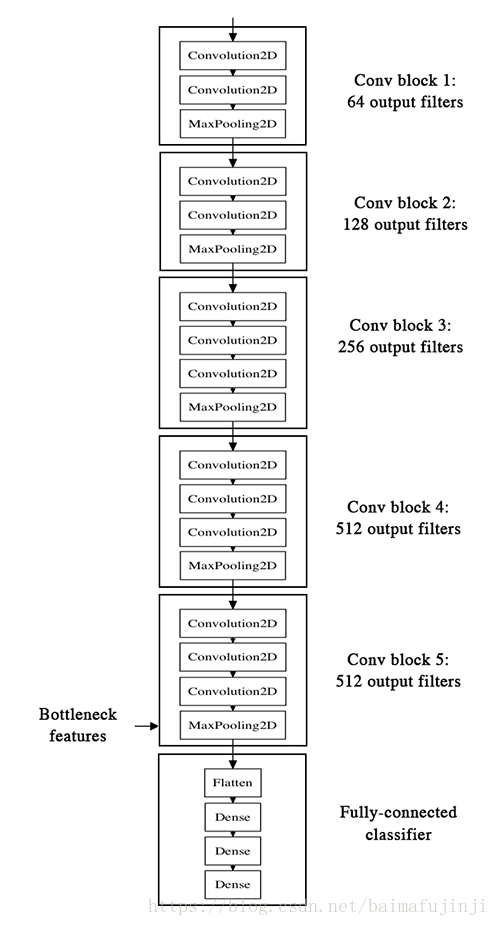 Convolution2D
Convolution2D
MaxPooling2D
Conv block 1:
64 output filters
Convolution2D
Convolution2D
MaxPooling2D
Conv block 2:
128 output filters
Convolution2D
Convolution2D
Convolution2D
MaxPooling2D
Conv block 3:
256 output filters
Convolution2D
Convolution2D
Convolution2D
MaxPooling2D
Conv block 4:
512 output filters
Convolution2D
Convolution2D
Convolution2D
MaxPooling2D
Conv block 5:
512 output filters
Bottleneck
features
Flatten
Dense
Dense
Dense
Fully-connected
classifier
https://blog.csdn.net/baimafujinji